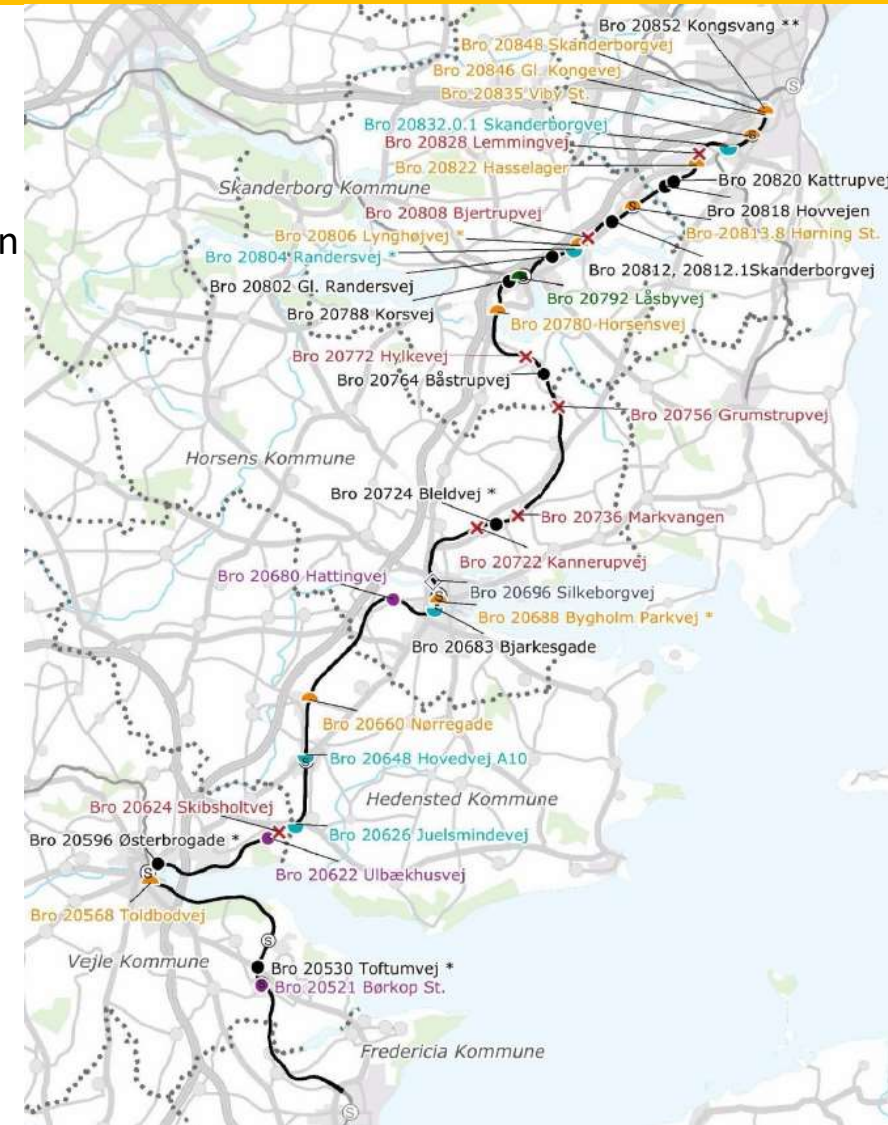 n
Bro 20852 Kongsvang **
Bro 20848 Skanderborgvej
Bro 20846 Gl. Kongevej
Bro 20835 Viby St.
Bro 20832.0.1 Skanderborgvej
Bro 20828 Lemmingvej
Bro 20822 Hasselager
Bro 20820 Kattrupvej
Skanderborg Kommune
Bro 20808 Bjertrupvej
Bro 20818 Hovvejen
Bro 20806 Lynghøjvej *
Bro 20813.8 Hørning St.
Bro 20804 Randersvej *
Bro 20812, 20812.1Skanderborgvej
Bro 20802 Gl. Randersvej
Bro 20792 Låsbyvej
Bro 20788 Korsvej
Bro 20780 Horsensvej
Bro 20772 Hylkevej
Bro 20764 Båstrupvej
Bro 20756 Grumstrupvej
Horsens Kommune
Bro 20724 Bleldvej *
Bro 20736 Markvangen
Bro 20722 Kannerupvej
Bro 20680 Hattingvej
Bro 20696 Silkeborgvej
Bro 20688 Bygholm Parkvej *
Bro 20683 Bjarkesgade
Bro 20660 Nørregade
Bro 20648 Hovedvej A10
Hedensted Kommune
Bro 20624 Skibsholtvej
Bro 20626 Juelsmindevej
Bro 20596 Østerbrogade *
Bro 20622 Ulbækhusvej
Bro 20568 Toldbodvej
Vejle Kommune
Bro 20530 Toftumvej *
Bro 20521 Børkop St.
Fredericia Kommune